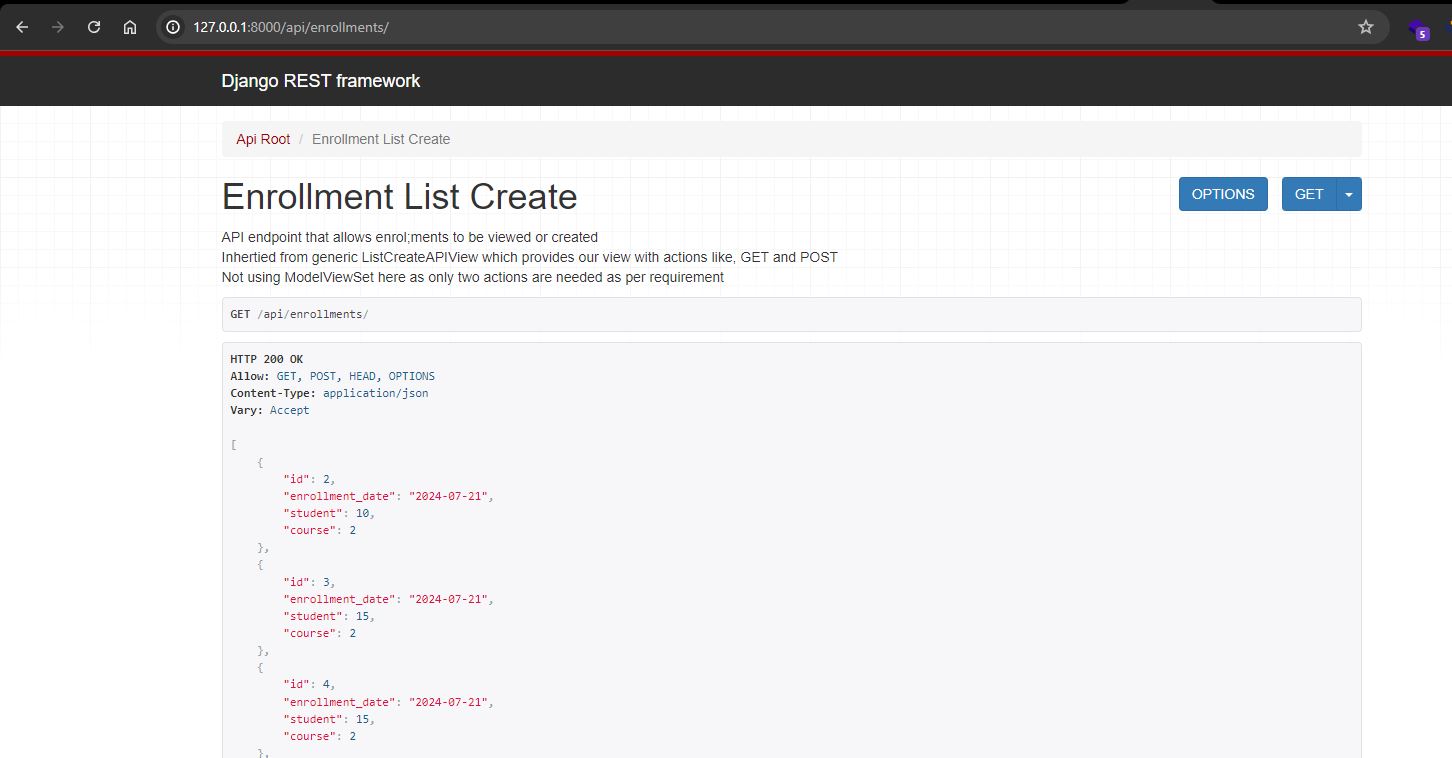 127.0.0.1:8000/api/enrollments/
5
Django REST framework
Api Root / Enrollment List Create
Enrollment List Create
OPTIONS GET
API endpoint that allows enrol;ments to be viewed or created
Inhertied from generic ListCreateAPIView which provides our view with actions like, GET and POST
Not using ModelViewSet here as only two actions are needed as per requirement
GET /api/enrollments/
HTTP 200 OK
Allow: GET, POST, HEAD, OPTIONS
Content-Type: application/json
Vary: Accept
[
    {
        "id": 2,
        "enrollment_date": "2024-07-21",
        "student": 10,
        "course": 2
    },
    {
        "id": 3,
        "enrollment_date": "2024-07-21",
        "student": 15,
        "course": 2
    },
    {
        "id": 4,
        "enrollment_date": "2024-07-21",
        "student": 15,
        "course": 2
    },